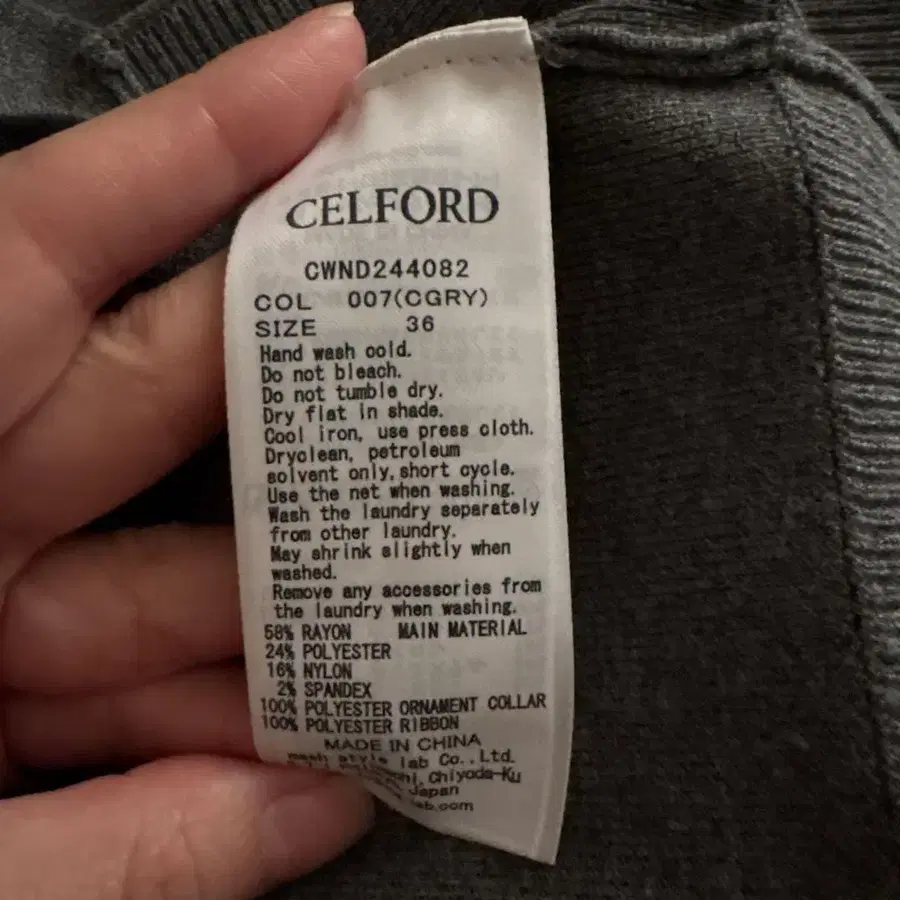 CELFORD
CWND244082
COL 007(CGRY)
SIZE 36
Hand wash cold.
Do not bleach.
Do not tumble dry.
Dry flat in shade.
Cool iron, use press cloth.
Dryclean, petroleum
solvent only,short cycle.
Use the net when washing.
Wash the laundry separately
from other laundry.
May shrink slightly when
washed.
Remove any accessories from
the laundry when washing.
58% RAYON MAIN MATERIAL
24% POLYESTER
16% NYLON
2% SPANDEX
100% POLYESTER ORNAMENT COLLAR
100% POLYESTER RIBBON
MADE IN CHINA
mash style lab Co.,Ltd.
Chiyoda-Ku
Japan